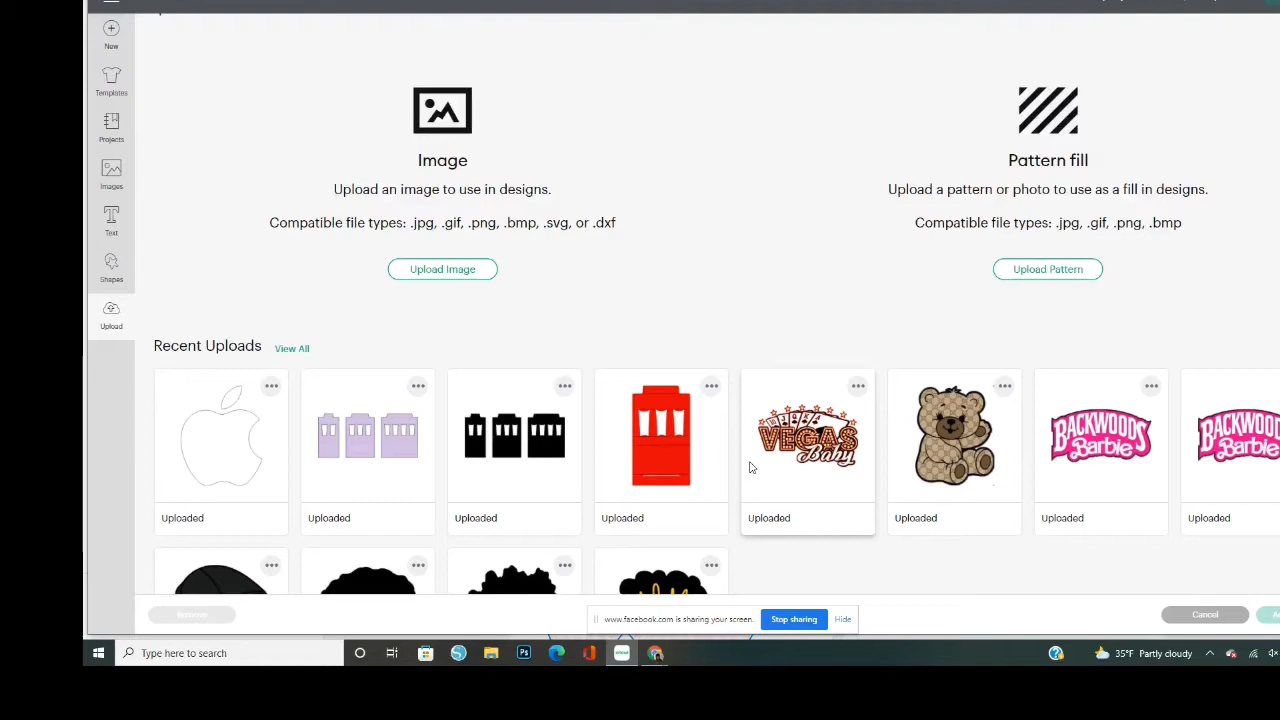 New
Templates
Projects
Images
Text
Shapes
Upload
Image
Upload an image to use in designs.
Compatible file types: .jpg, .gif, .png, .bmp, .svg, or .dxf
Upload Image
Pattern fill
Upload a pattern or photo to use as a fill in designs.
Compatible file types: .jpg, .gif, .png, .bmp
Upload Pattern
Recent Uploads
View All
VEGAS
Baby
BACKWOODS
Barbie
BACKWOODS
Barbie
Uploaded
Uploaded
Uploaded
Uploaded
Uploaded
Uploaded
Uploaded
Uploaded
Remove
www.facebook.com is sharing your screen.
Stop sharing
Hide
Cancel
Type here to search
Ps
35°F Partly cloudy